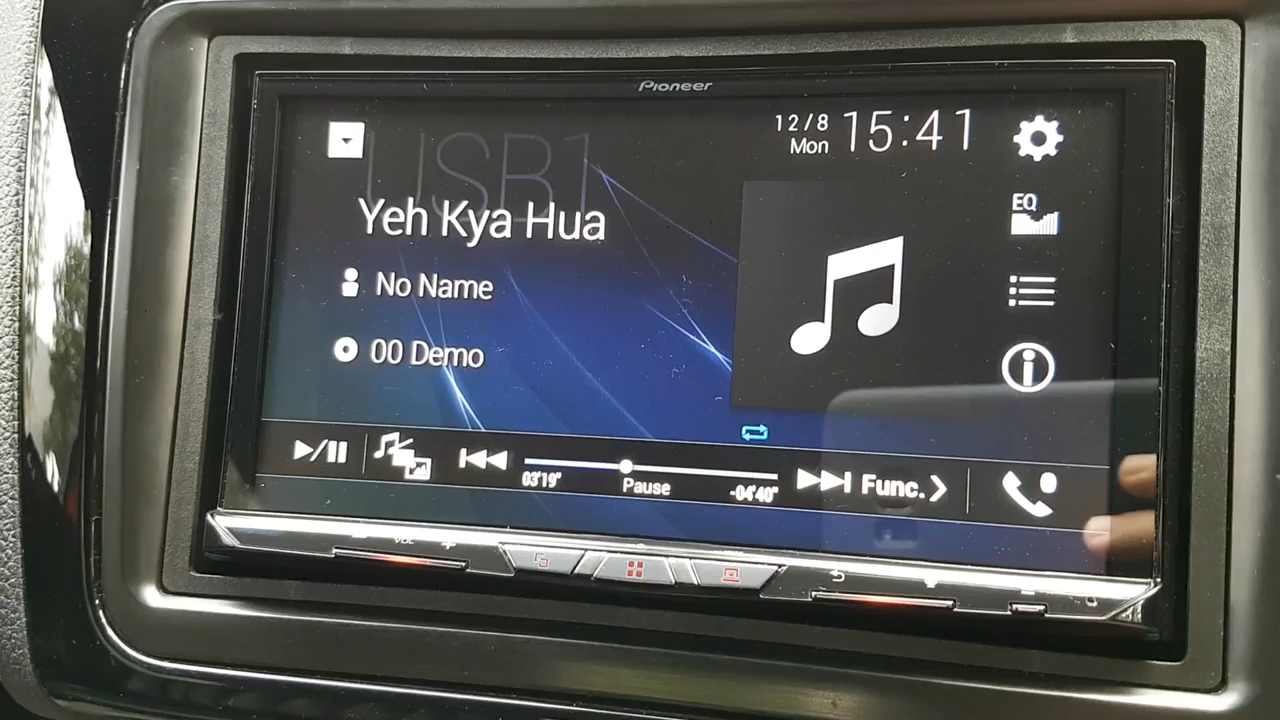 Pioneer
USB1
12/8
Mon
15:41
Yeh Kya Hua
EQ
No Name
00 Demo
03'19"
Pause
-04'40"
Func.
VOL